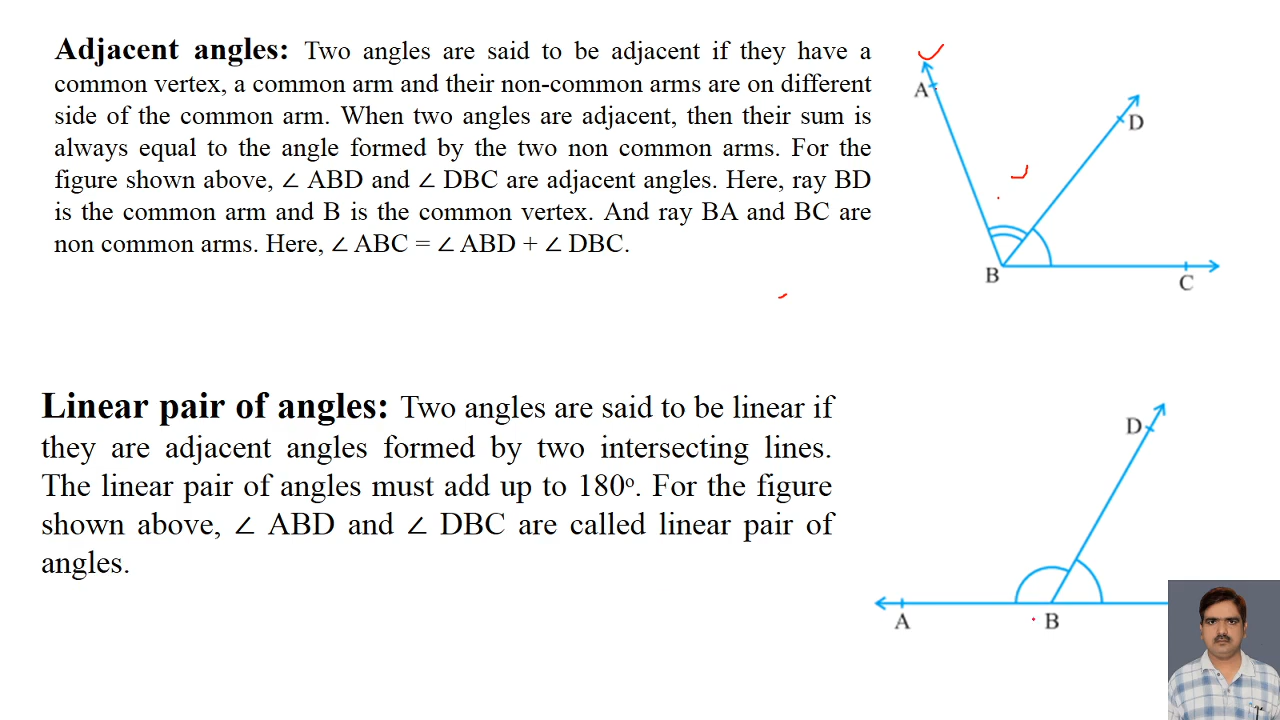 Adjacent angles: Two angles are said to be adjacent if they have a
common vertex, a common arm and their non-common arms are on different
side of the common arm. When two angles are adjacent, then their sum is
always equal to the angle formed by the two non common arms. For the
figure shown above, ∠ ABD and ∠ DBC are adjacent angles. Here, ray BD
is the common arm and B is the common vertex. And ray BA and BC are
non common arms. Here, ∠ ABC = ∠ ABD + ∠ DBC.
A
D
B
C
Linear pair of angles: Two angles are said to be linear if
they are adjacent angles formed by two intersecting lines.
The linear pair of angles must add up to 180º. For the figure
shown above, ∠ ABD and ∠ DBC are called linear pair of
angles.
D
A
B